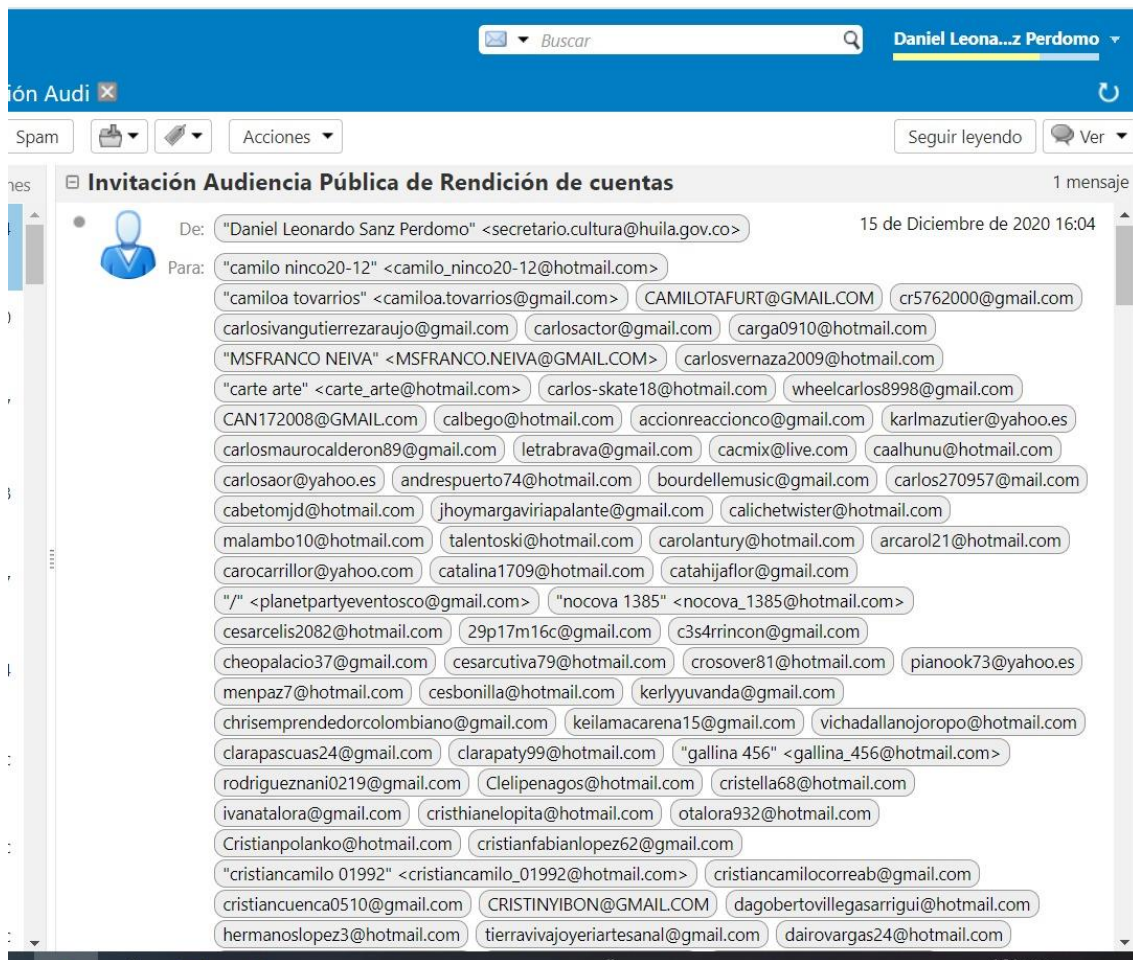 Buscar
Daniel Leona...z Perdomo
ión Audi
Spam
Acciones
Seguir leyendo
Ver
nes
Invitación Audiencia Pública de Rendición de cuentas
1 mensaje
De: "Daniel Leonardo Sanz Perdomo" <secretario.cultura@huila.gov.co>
15 de Diciembre de 2020 16:04
Para: "camilo ninco20-12" <camilo_ninco20-12@hotmail.com>
"camiloa tovarrios" <camiloa.tovarrios@gmail.com> CAMILOTAFURT@GMAIL.COM cr5762000@gmail.com
carlosivangutierrezaraujo@gmail.com carlosactor@gmail.com carga0910@hotmail.com
"MSFRANCO NEIVA" <MSFRANCO.NEIVA@GMAIL.COM> carlosvernaza2009@hotmail.com
"carte arte" <carte_arte@hotmail.com> carlos-skate18@hotmail.com wheelcarlos8998@gmail.com
CAN172008@GMAIL.com calbego@hotmail.com accionreaccionco@gmail.com karlmazutier@yahoo.es
carlosmaurocalderon89@gmail.com letrabrava@gmail.com cacmix@live.com caalhunu@hotmail.com
carlosaor@yahoo.es andrespuerto74@hotmail.com bourdellemusic@gmail.com carlos270957@mail.com
cabetomjd@hotmail.com jhoymargaviriapalante@gmail.com calichetwister@hotmail.com
malambo10@hotmail.com talentoski@hotmail.com carolantury@hotmail.com arcarol21@hotmail.com
carocarrillor@yahoo.com catalina1709@hotmail.com catahijaflor@gmail.com
"/" <planetpartyeventosco@gmail.com> "nocova 1385" <nocova_1385@hotmail.com>
cesarcelis2082@hotmail.com 29p17m16c@gmail.com c3s4rrincon@gmail.com
cheopalacio37@gmail.com cesarcutiva79@hotmail.com crosover81@hotmail.com pianook73@yahoo.es
menpaz7@hotmail.com cesbonilla@hotmail.com kerlyyuvanda@gmail.com
chrisemprendedorcolombiano@gmail.com keilamacarena15@gmail.com vichadallanojoropo@hotmail.com
clarapascuas24@gmail.com clarapaty99@hotmail.com "gallina 456" <gallina_456@hotmail.com>
rodrigueznani0219@gmail.com Clelipenagos@hotmail.com cristella68@hotmail.com
ivanatalora@gmail.com cristhianelopita@hotmail.com otalora932@hotmail.com
Cristianpolanko@hotmail.com cristianfabianlopez62@gmail.com
"cristiancamilo 01992" <cristiancamilo_01992@hotmail.com> cristiancamilocorreab@gmail.com
cristiancuenca0510@gmail.com CRISTINYIBON@GMAIL.COM dagobertovillegasarrigui@hotmail.com
hermanoslopez3@hotmail.com tierravivajoyeriartesanal@gmail.com dairovargas24@hotmail.com